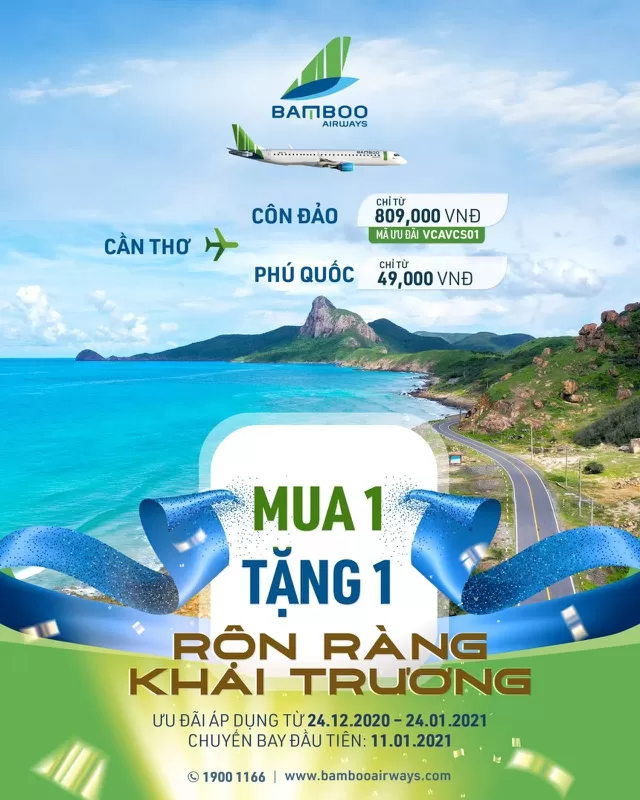 BAMBOO
AIRWAYS
BAMBOO
CẦN THƠ
CÔN ĐẢO
CHỈ TỪ
809,000 VNĐ
MÃ ƯU ĐÃI VCAVCS01
PHÚ QUỐC
CHỈ TỪ
49,000 VNĐ
MUA 1
TẶNG 1
RỘN RÀNG
KHAI TRƯƠNG
ƯU ĐÃI ÁP DỤNG TỪ 24.12.2020 – 24.01.2021
CHUYẾN BAY ĐẦU TIÊN: 11.01.2021
1900 1166 | www.bambooairways.com